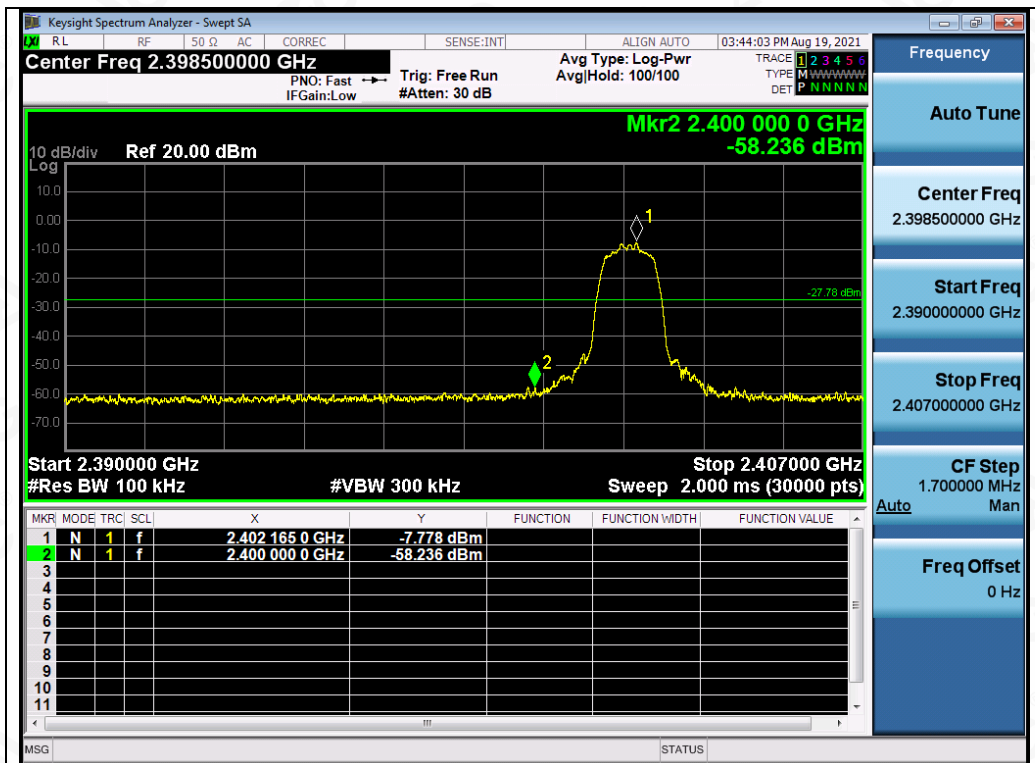 Keysight Spectrum Analyzer - Swept SA
LXI RL RF 50 Ω AC CORREC SENSE:INT ALIGN AUTO 03:44:03 PM Aug 19, 2021
Center Freq 2.398500000 GHz
PNO: Fast
IFGain:Low
Trig: Free Run
#Atten: 30 dB
Avg Type: Log-Pwr
Avg|Hold: 100/100
TRACE 1 2 3 4 5 6
TYPE M WWWWW
DET P N N N N N
Mkr2 2.400 000 0 GHz
-58.236 dBm
10 dB/div Ref 20.00 dBm
Log
10.0
0.00
-10.0
-20.0
-30.0
-40.0
-50.0
-60.0
-70.0
1
-27.78 dBm
2
Start 2.390000 GHz Stop 2.407000 GHz
#Res BW 100 kHz #VBW 300 kHz Sweep 2.000 ms (30000 pts)
MKR MODE TRC SCL X Y FUNCTION FUNCTION WIDTH FUNCTION VALUE
1 N 1 f 2.402 165 0 GHz -7.778 dBm
2 N 1 f 2.400 000 0 GHz -58.236 dBm
3
4
5
6
7
8
9
10
11
MSG STATUS
Frequency
Auto Tune
Center Freq
2.398500000 GHz
Start Freq
2.390000000 GHz
Stop Freq
2.407000000 GHz
CF Step
1.700000 MHz
Auto Man
Freq Offset
0 Hz